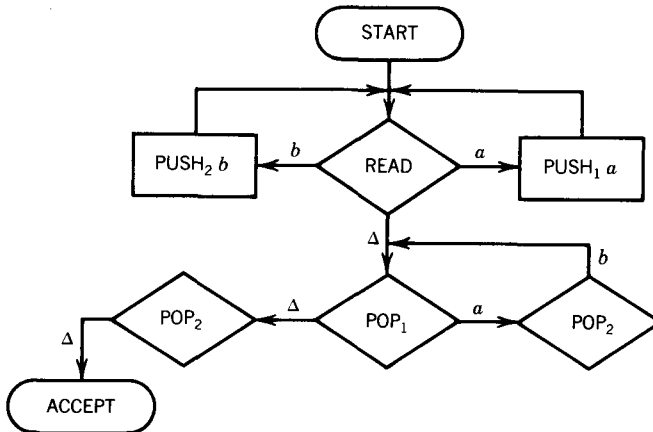 START
PUSH₂ b
b
READ
a
PUSH₁ a
Δ
b
POP₂
Δ
POP₁
a
POP₂
Δ
ACCEPT